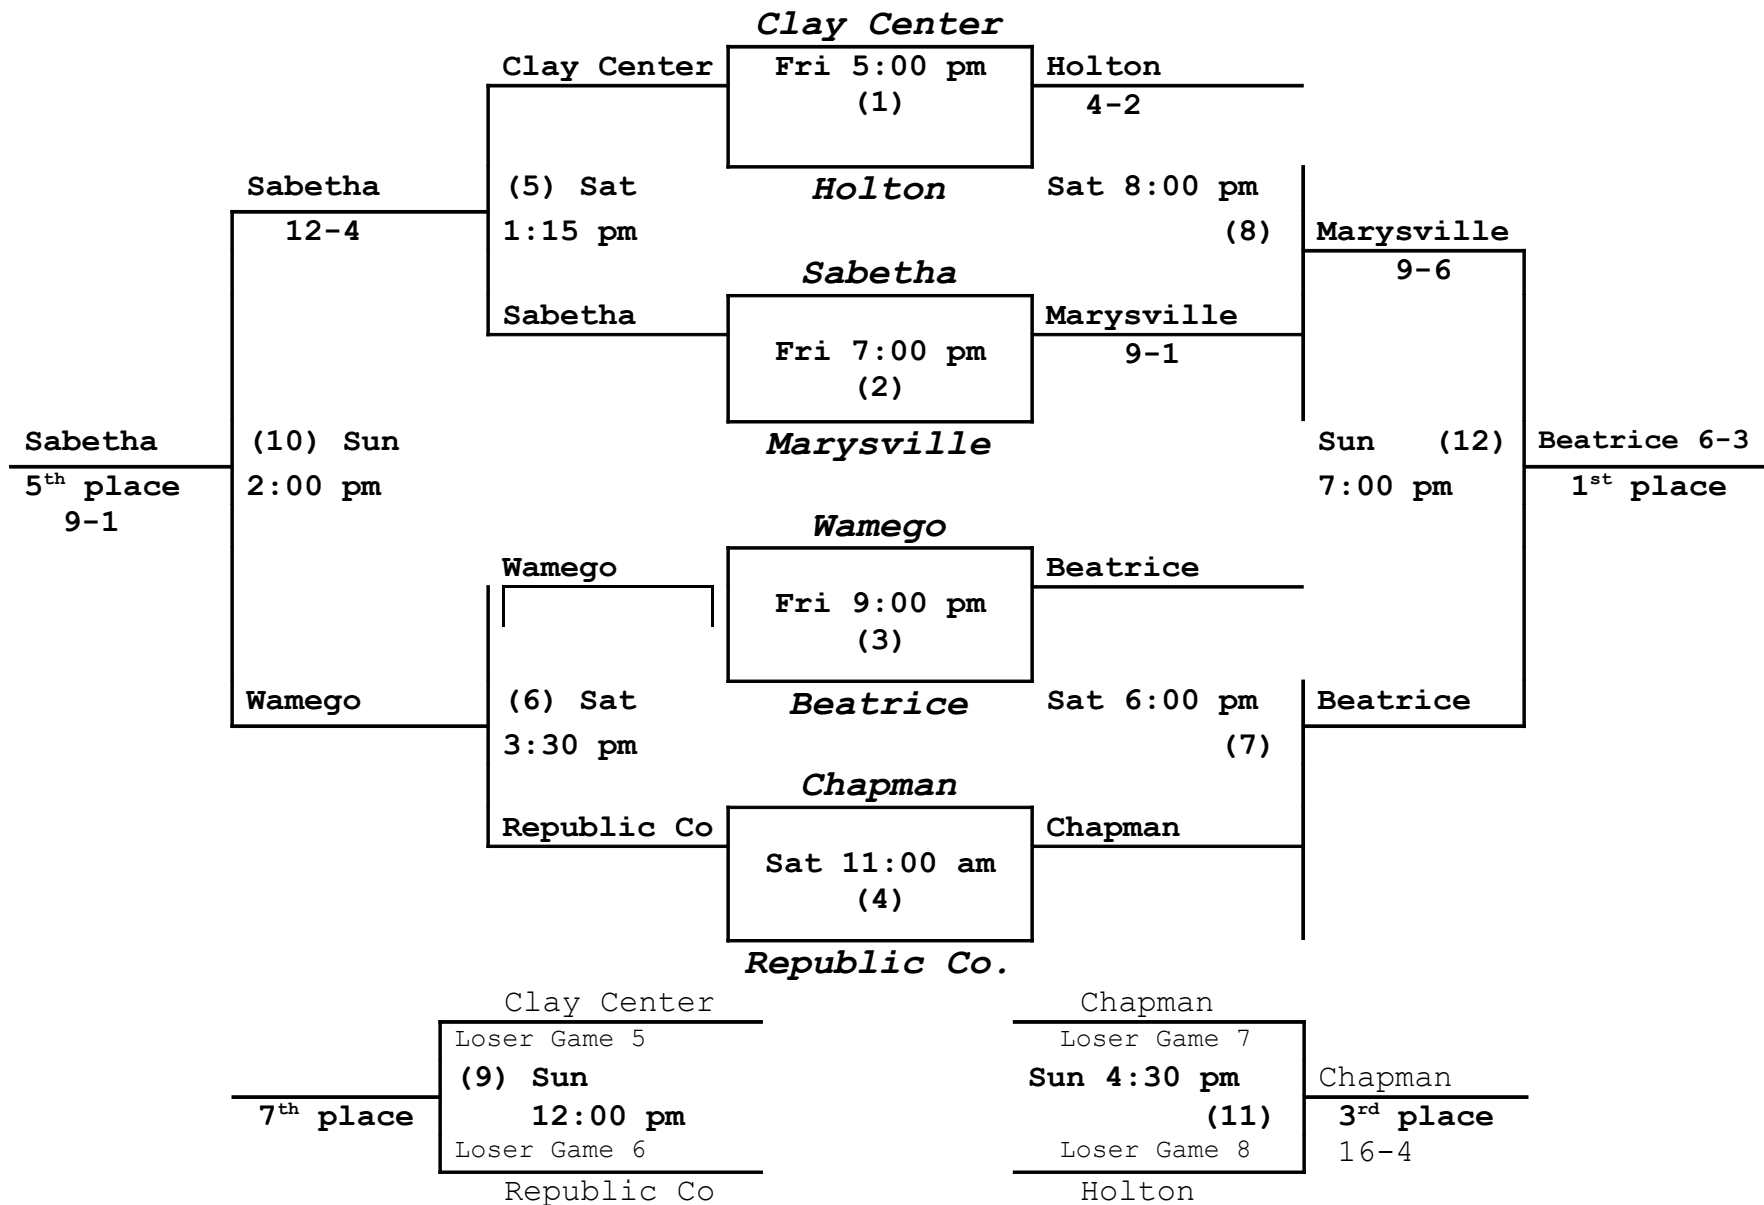 Clay Center
Clay Center
Fri 5:00 pm
(1)
Holton
4-2
Sabetha
12-4
(5) Sat
1:15 pm
Holton
Sat 8:00 pm
(8)
Marysville
9-6
Sabetha
Sabetha
Fri 7:00 pm
(2)
Marysville
9-1
Sabetha
5th place
9-1
(10) Sun
2:00 pm
Marysville
Sun (12)
7:00 pm
Beatrice 6-3
1st place
Wamego
Wamego
Fri 9:00 pm
(3)
Beatrice
Wamego
(6) Sat
3:30 pm
Beatrice
Sat 6:00 pm
(7)
Beatrice
Chapman
Republic Co
Sat 11:00 am
(4)
Chapman
Republic Co.
Clay Center
Loser Game 5
(9) Sun
12:00 pm
7th place
Loser Game 6
Republic Co
Chapman
Loser Game 7
Sun 4:30 pm
(11)
Chapman
3rd place
16-4
Loser Game 8
Holton